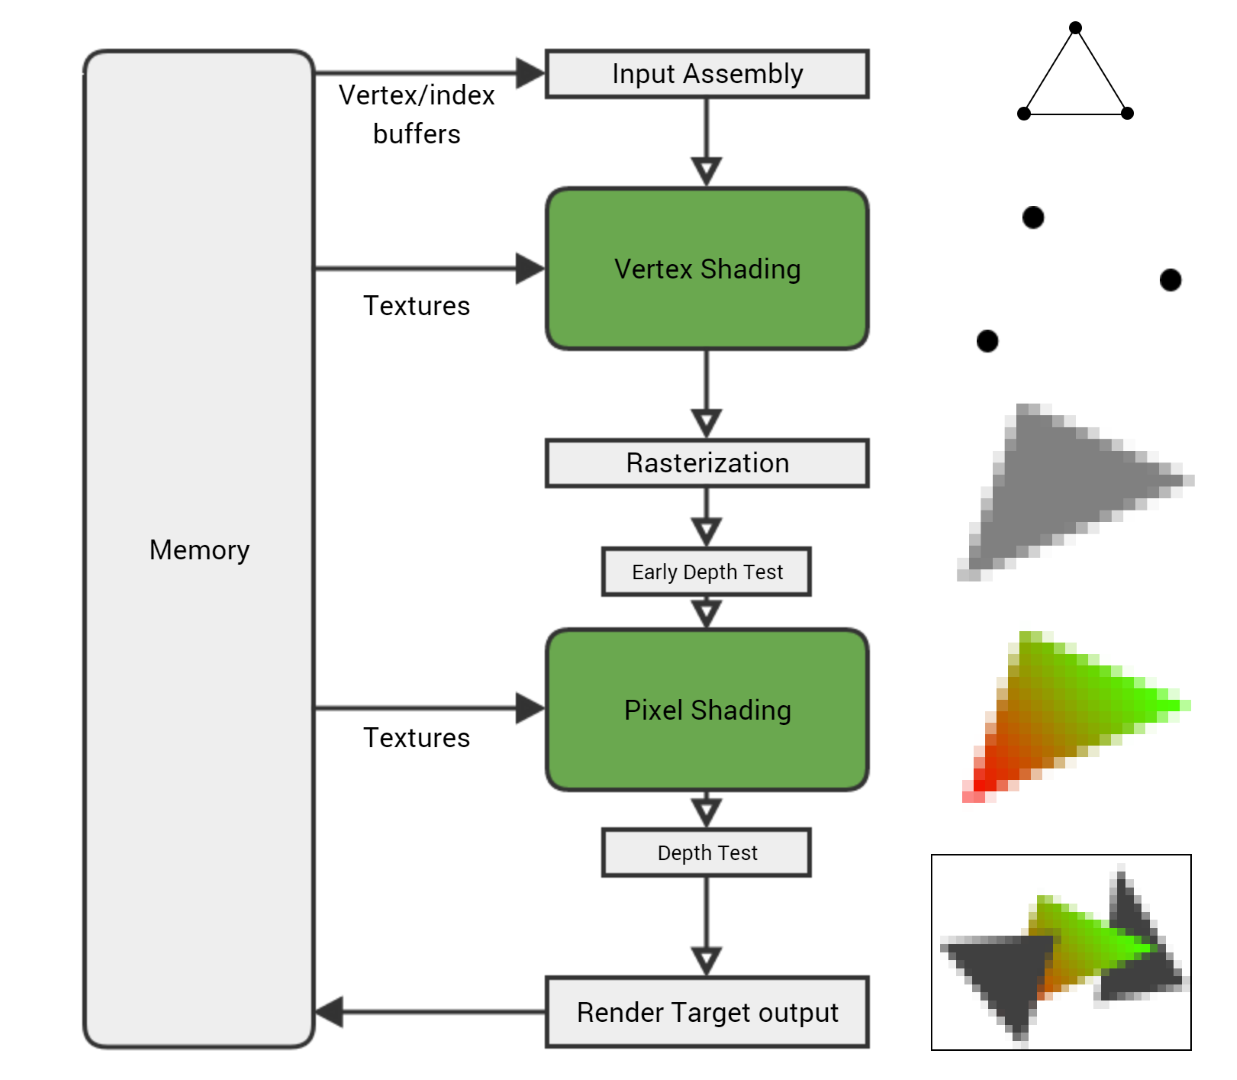 Input Assembly
Vertex/index
buffers
Vertex Shading
Textures
Rasterization
Memory
Early Depth Test
Pixel Shading
Textures
Depth Test
Render Target output